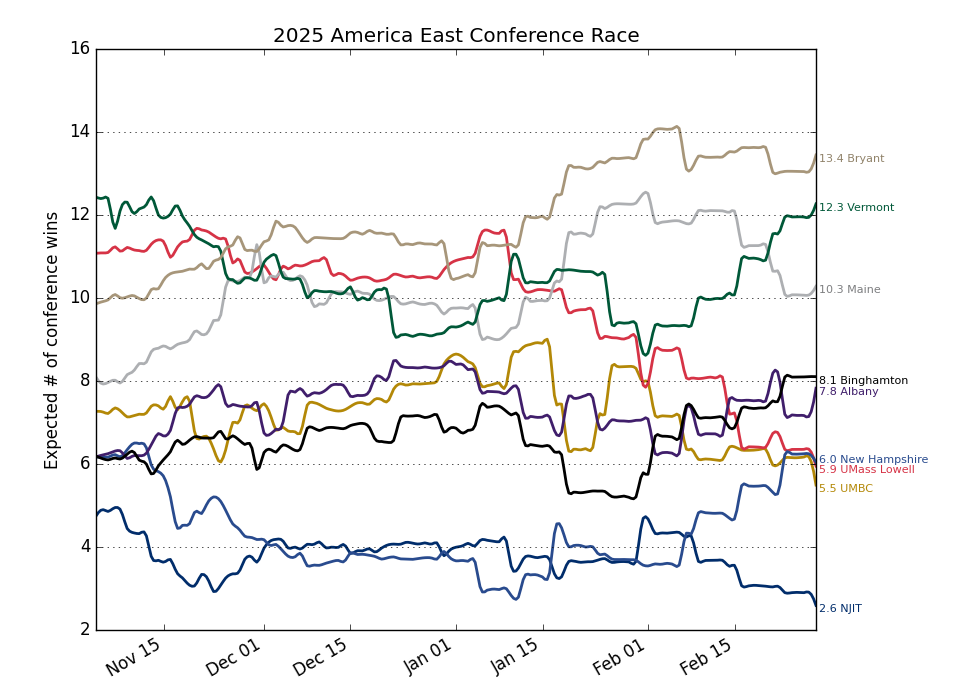 2025 America East Conference Race
Expected # of conference wins
16
14
12
10
8
6
4
2
13.4 Bryant
12.3 Vermont
10.3 Maine
8.1 Binghamton
7.8 Albany
6.0 New Hampshire
5.9 UMass Lowell
5.5 UMBC
2.6 NJIT
Nov 15
Dec 01
Dec 15
Jan 01
Jan 15
Feb 01
Feb 15